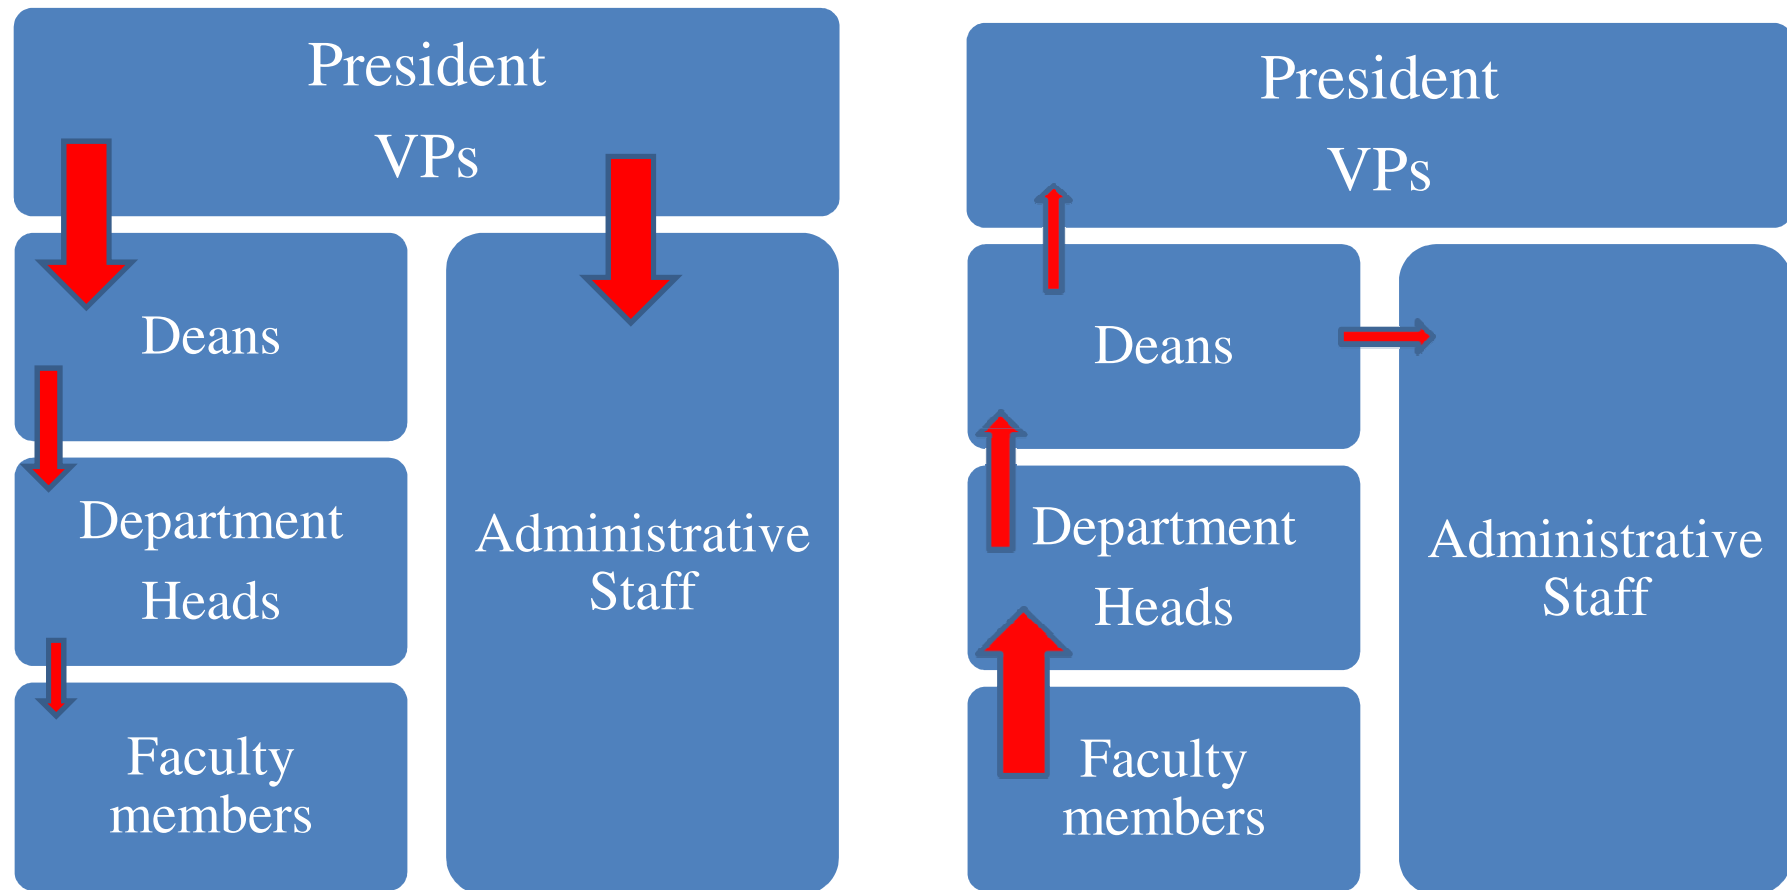 President
VPs
Deans
Department
Heads
Faculty
members
Administrative
Staff
President
VPs
Deans
Department
Heads
Faculty
members
Administrative
Staff